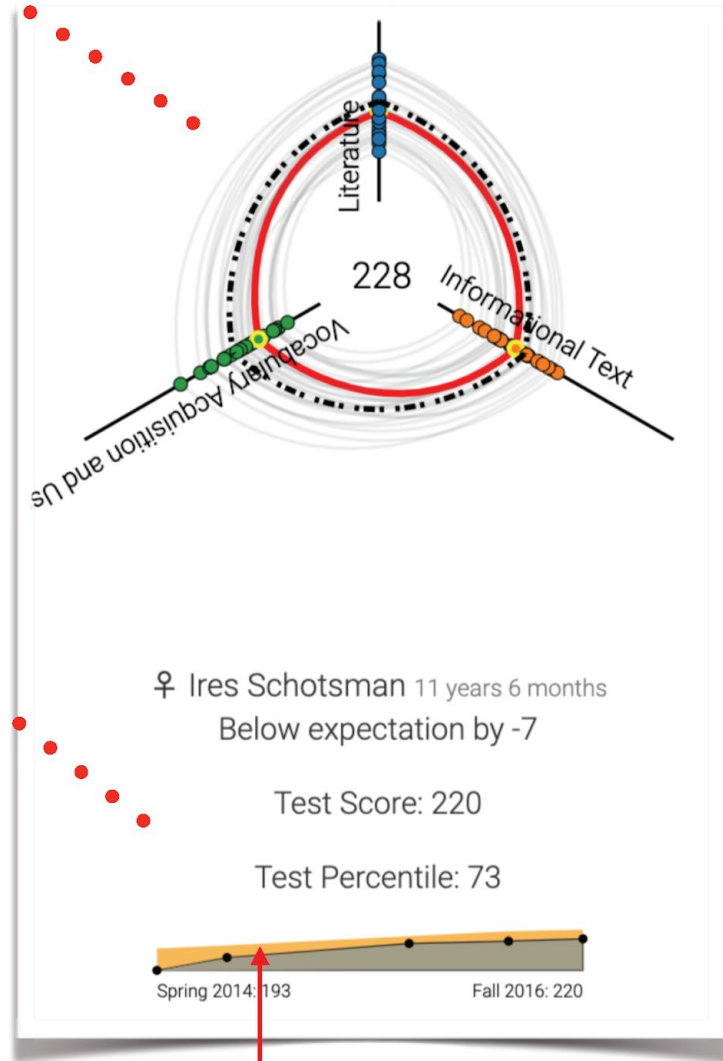 Literature
228
Informational Text
Vocabulary Acquisition and Us
♀ Ires Schotsman 11 years 6 months
Below expectation by -7
Test Score: 220
Test Percentile: 73
Spring 2014: 193
Fall 2016: 220